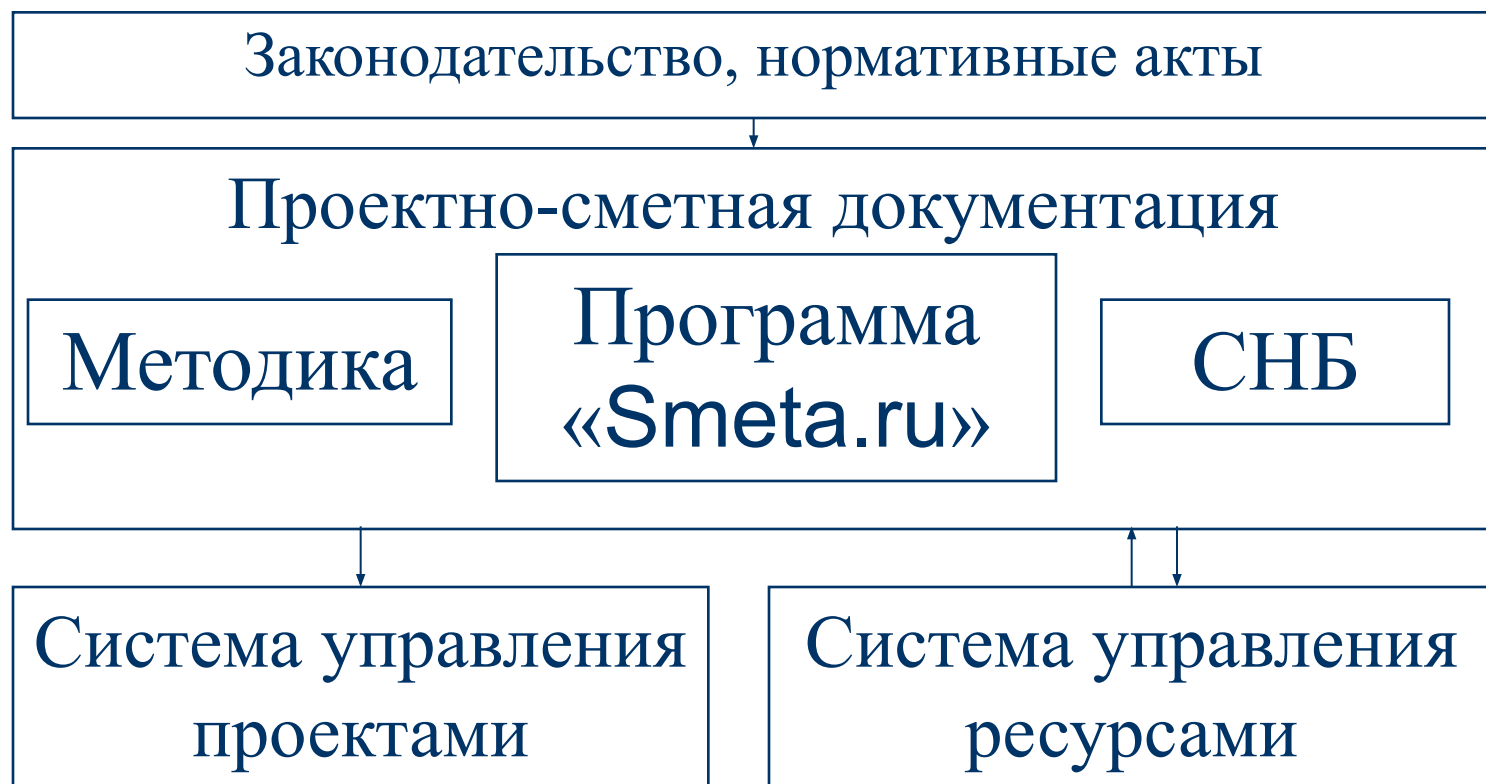 Законодательство, нормативные акты
Проектно-сметная документация
Методика
Программа
«Smeta.ru»
СНБ
Система управления
проектами
Система управления
ресурсами